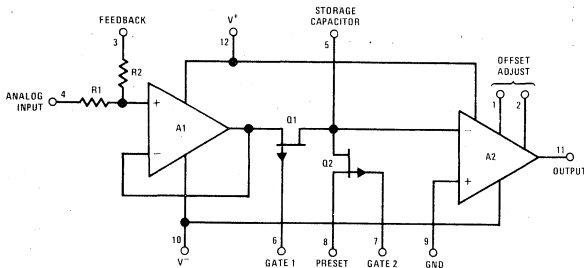 FEEDBACK
3
V+
12
STORAGE
CAPACITOR
5
OFFSET
ADJUST
1
2
ANALOG
INPUT
4
R1
R2
+
A1
−
Q1
Q2
−
A2
+
11
OUTPUT
10
V−
6
GATE 1
8
PRESET
7
GATE 2
9
GND